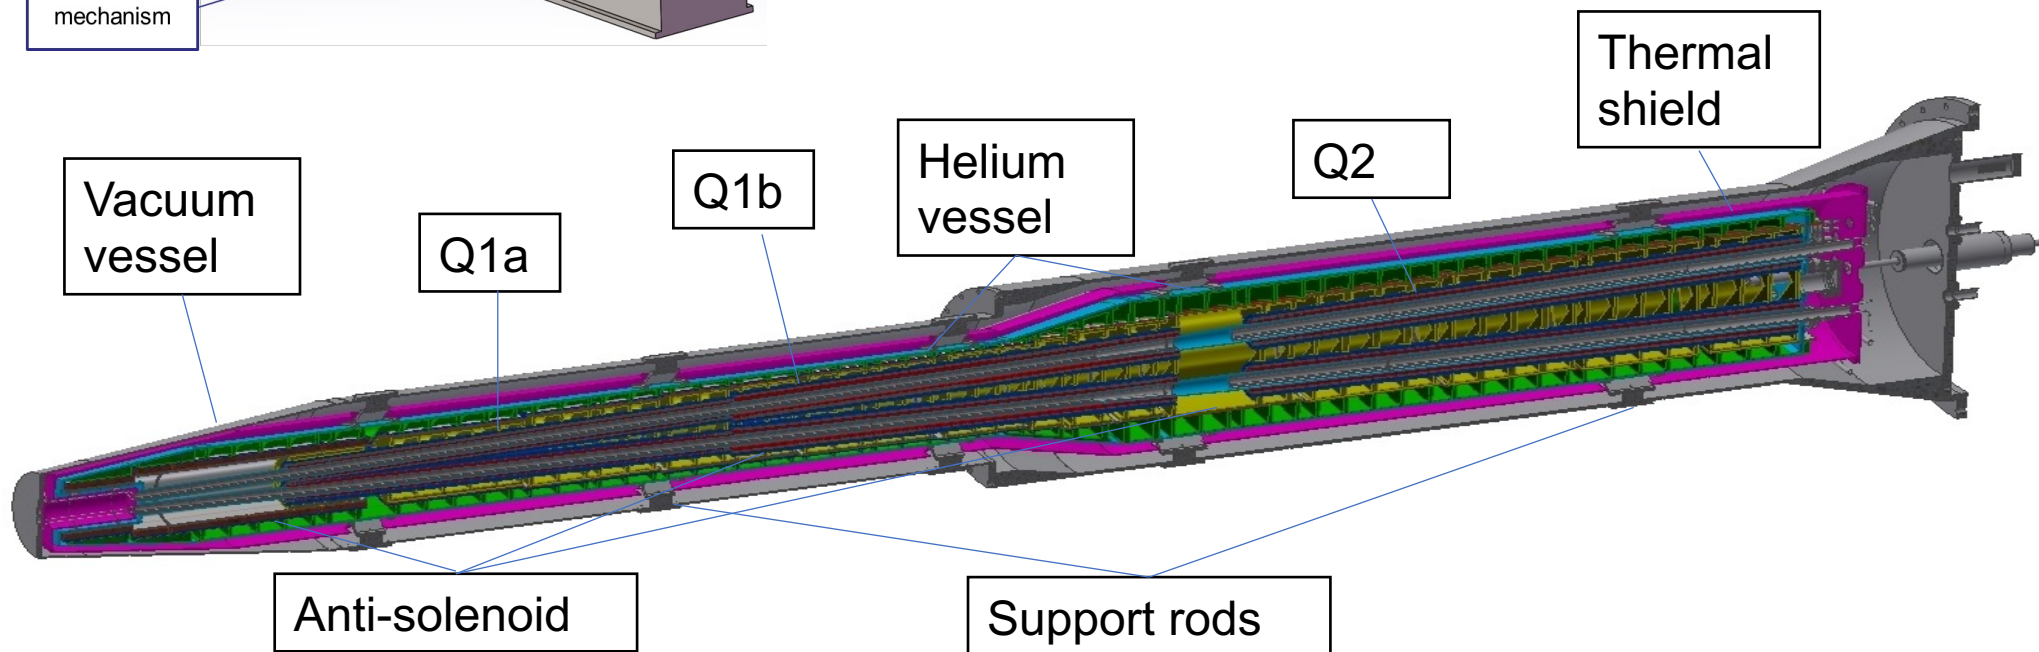 mechanism
Thermal
shield
Helium
vessel
Q2
Q1b
Vacuum
vessel
Q1a
Anti-solenoid
Support rods